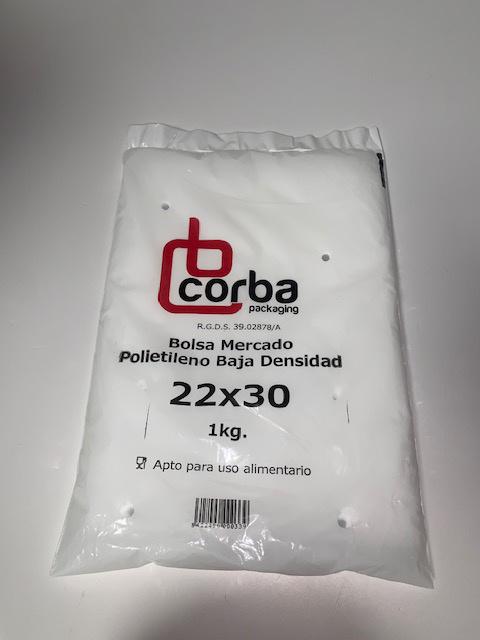 corba
packaging
R.G.D.S. 39.02878/A
Bolsa Mercado
Polietileno Baja Densidad
22x30
1kg.
Apto para uso alimentario